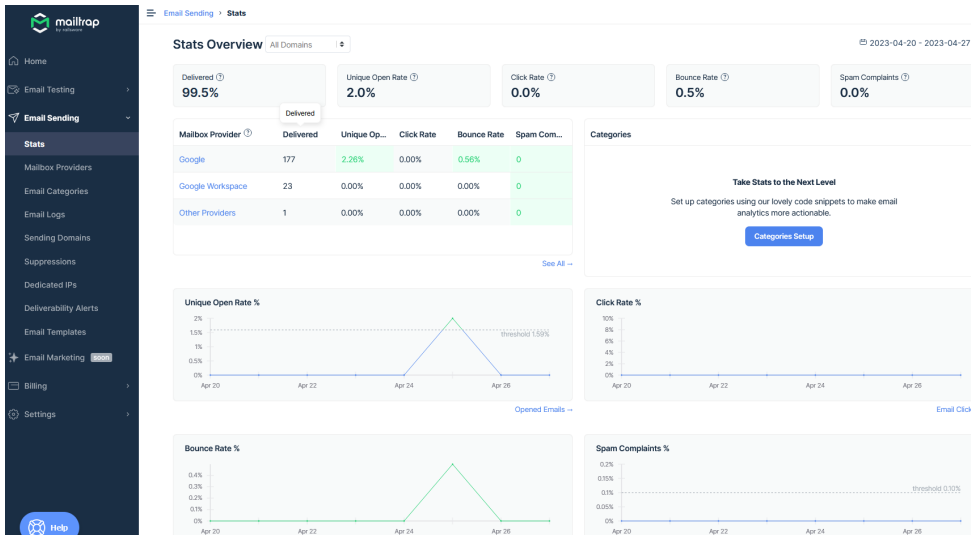 mailtrap
by railsware
Home
Email Testing
Email Sending
Stats
Mailbox Providers
Email Categories
Email Logs
Sending Domains
Suppressions
Dedicated IPs
Deliverability Alerts
Email Templates
Email Marketing soon
Billing
Settings
Help
Email Sending > Stats
Stats Overview All Domains 2023-04-20 - 2023-04-27
Delivered ? Unique Open Rate ? Click Rate ? Bounce Rate ? Spam Complaints ?
99.5% 2.0% 0.0% 0.5% 0.0%
Delivered
Mailbox Provider ? Delivered Unique Op... Click Rate Bounce Rate Spam Com...
Google 177 2.26% 0.00% 0.56% 0
Google Workspace 23 0.00% 0.00% 0.00% 0
Other Providers 1 0.00% 0.00% 0.00% 0
See All →
Categories
Take Stats to the Next Level
Set up categories using our lovely code snippets to make email
analytics more actionable.
Categories Setup
Unique Open Rate %
2%
1.5%
1%
0.5%
0%
threshold 1.59%
Apr 20 Apr 22 Apr 24 Apr 26
Opened Emails →
Click Rate %
10%
8%
6%
4%
2%
0%
Apr 20 Apr 22 Apr 24 Apr 26
Email Click
Bounce Rate %
0.4%
0.3%
0.2%
0.1%
0%
Apr 20 Apr 22 Apr 24 Apr 26
Spam Complaints %
0.2%
0.15%
0.1%
0.05%
0%
threshold 0.10%
Apr 20 Apr 22 Apr 24 Apr 26